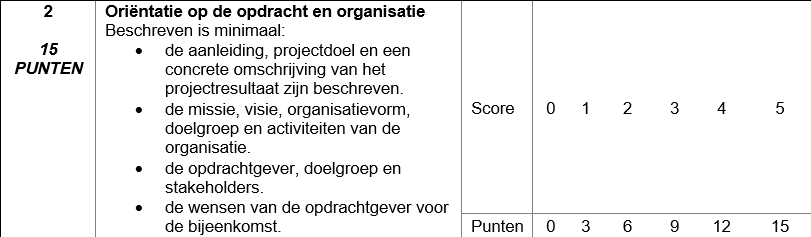 2
15
PUNTEN
Oriëntatie op de opdracht en organisatie
Beschreven is minimaal:
• de aanleiding, projectdoel en een
concrete omschrijving van het
projectresultaat zijn beschreven.
• de missie, visie, organisatievorm,
doelgroep en activiteiten van de
organisatie.
• de opdrachtgever, doelgroep en
stakeholders.
• de wensen van de opdrachtgever voor
de bijeenkomst.
Score 0 1 2 3 4 5
Punten 0 3 6 9 12 15